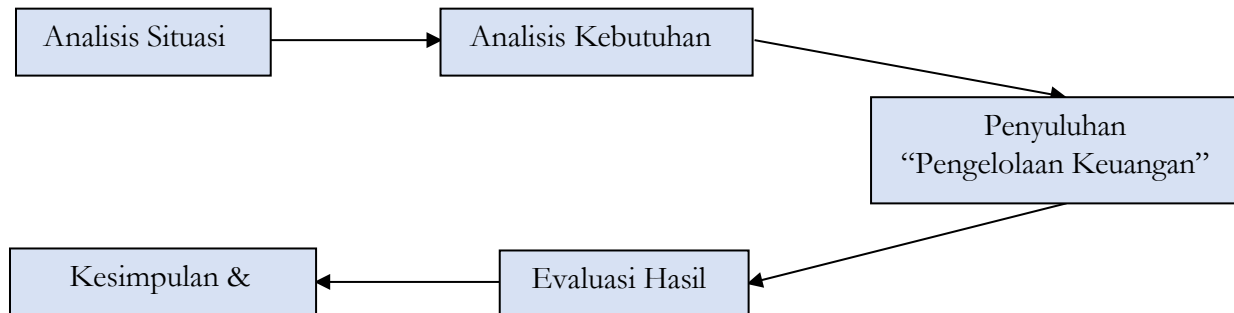 Analisis Situasi
Analisis Kebutuhan
Penyuluhan
“Pengelolaan Keuangan”
Evaluasi Hasil
Kesimpulan &